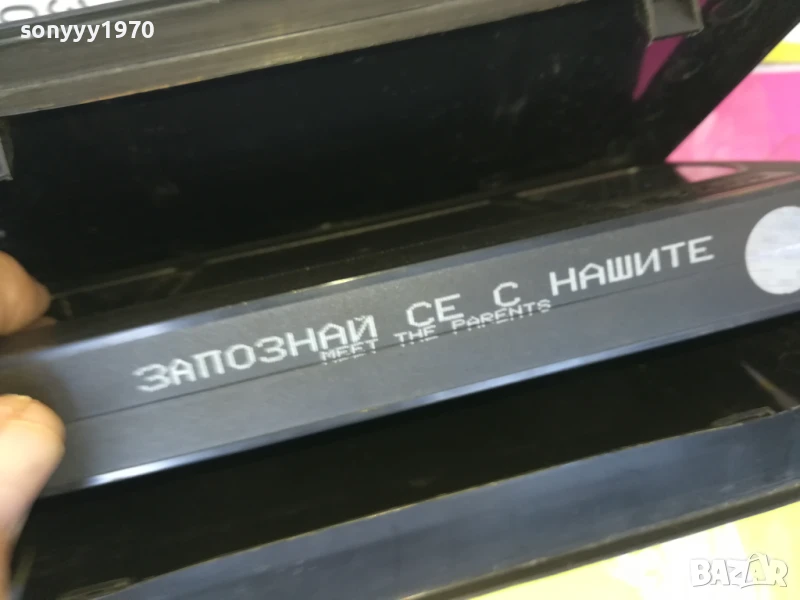 sonyyy1970
ЗАПОЗНАЙ СЕ С НАШИТЕ
MEET THE PARENTS
BAZAR